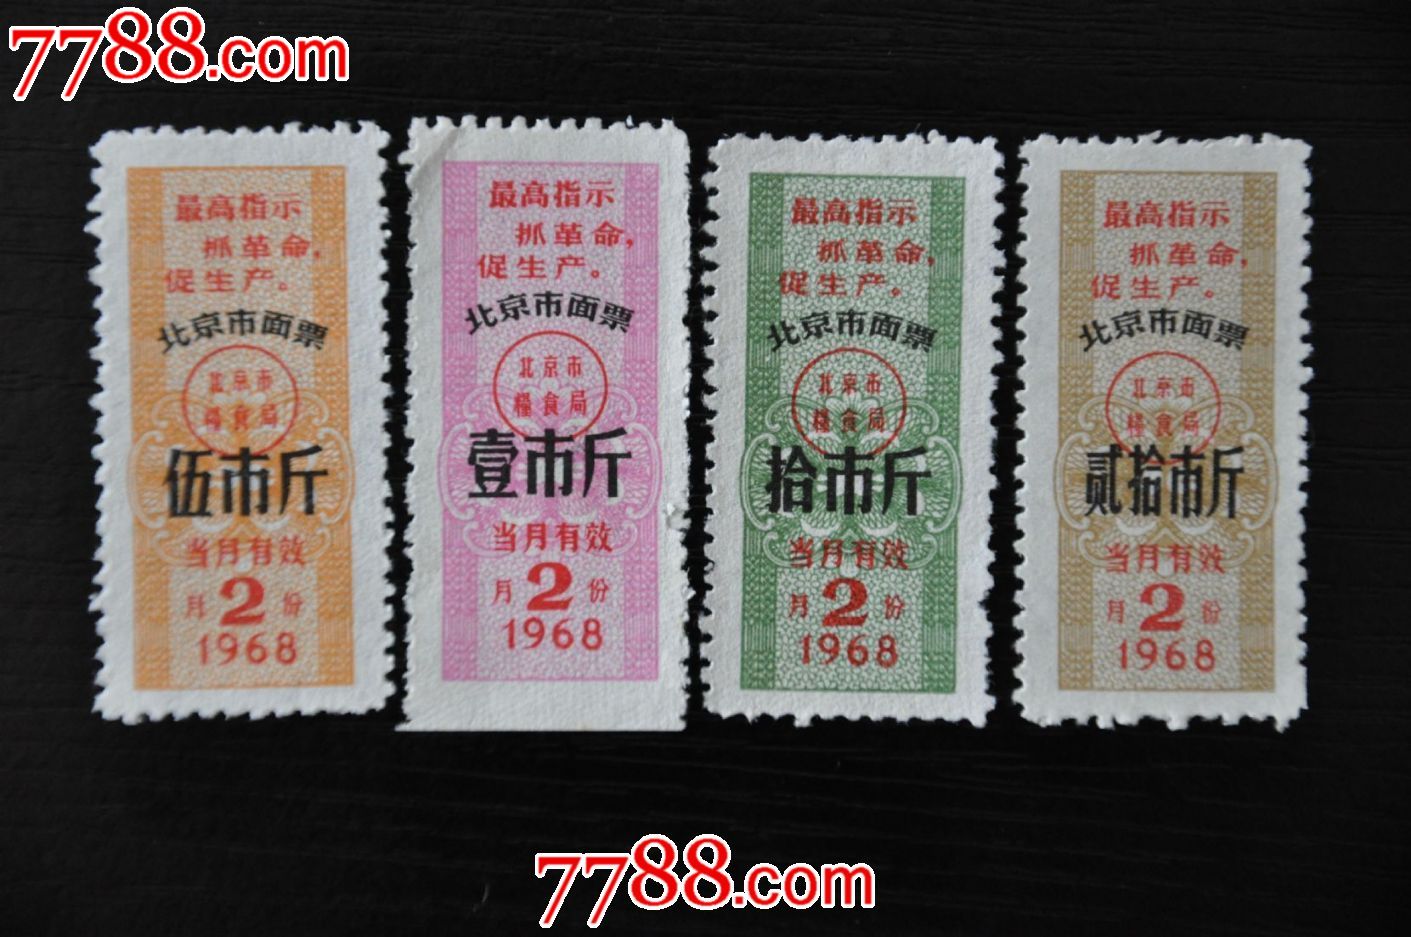 7788.com
最高指示
抓革命,
促生产。
北京市面票
北京市
粮食局
伍市斤
当月有效
月2份
1968
最高指示
抓革命,
促生产。
北京市面票
北京市
糧食局
壹市斤
当月有效
月2份
1968
最高指示
抓革命,
促生产。
北京市面票
北京市
糧食局
拾市斤
当月有效
月2份
1968
最高指示
抓革命,
促生产。
北京市面票
北京市
糧食局
贰拾市斤
当月有效
月2份
1968
7788.com